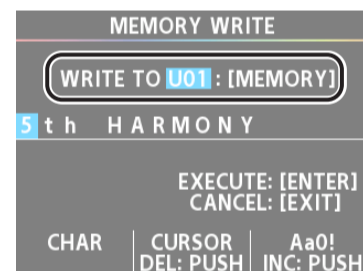 MEMORY WRITE
WRITE TO U01 : [MEMORY]
5th HARMONY
EXECUTE: [ENTER]
CANCEL: [EXIT]
CHAR CURSOR Aa0!
DEL: PUSH INC: PUSH